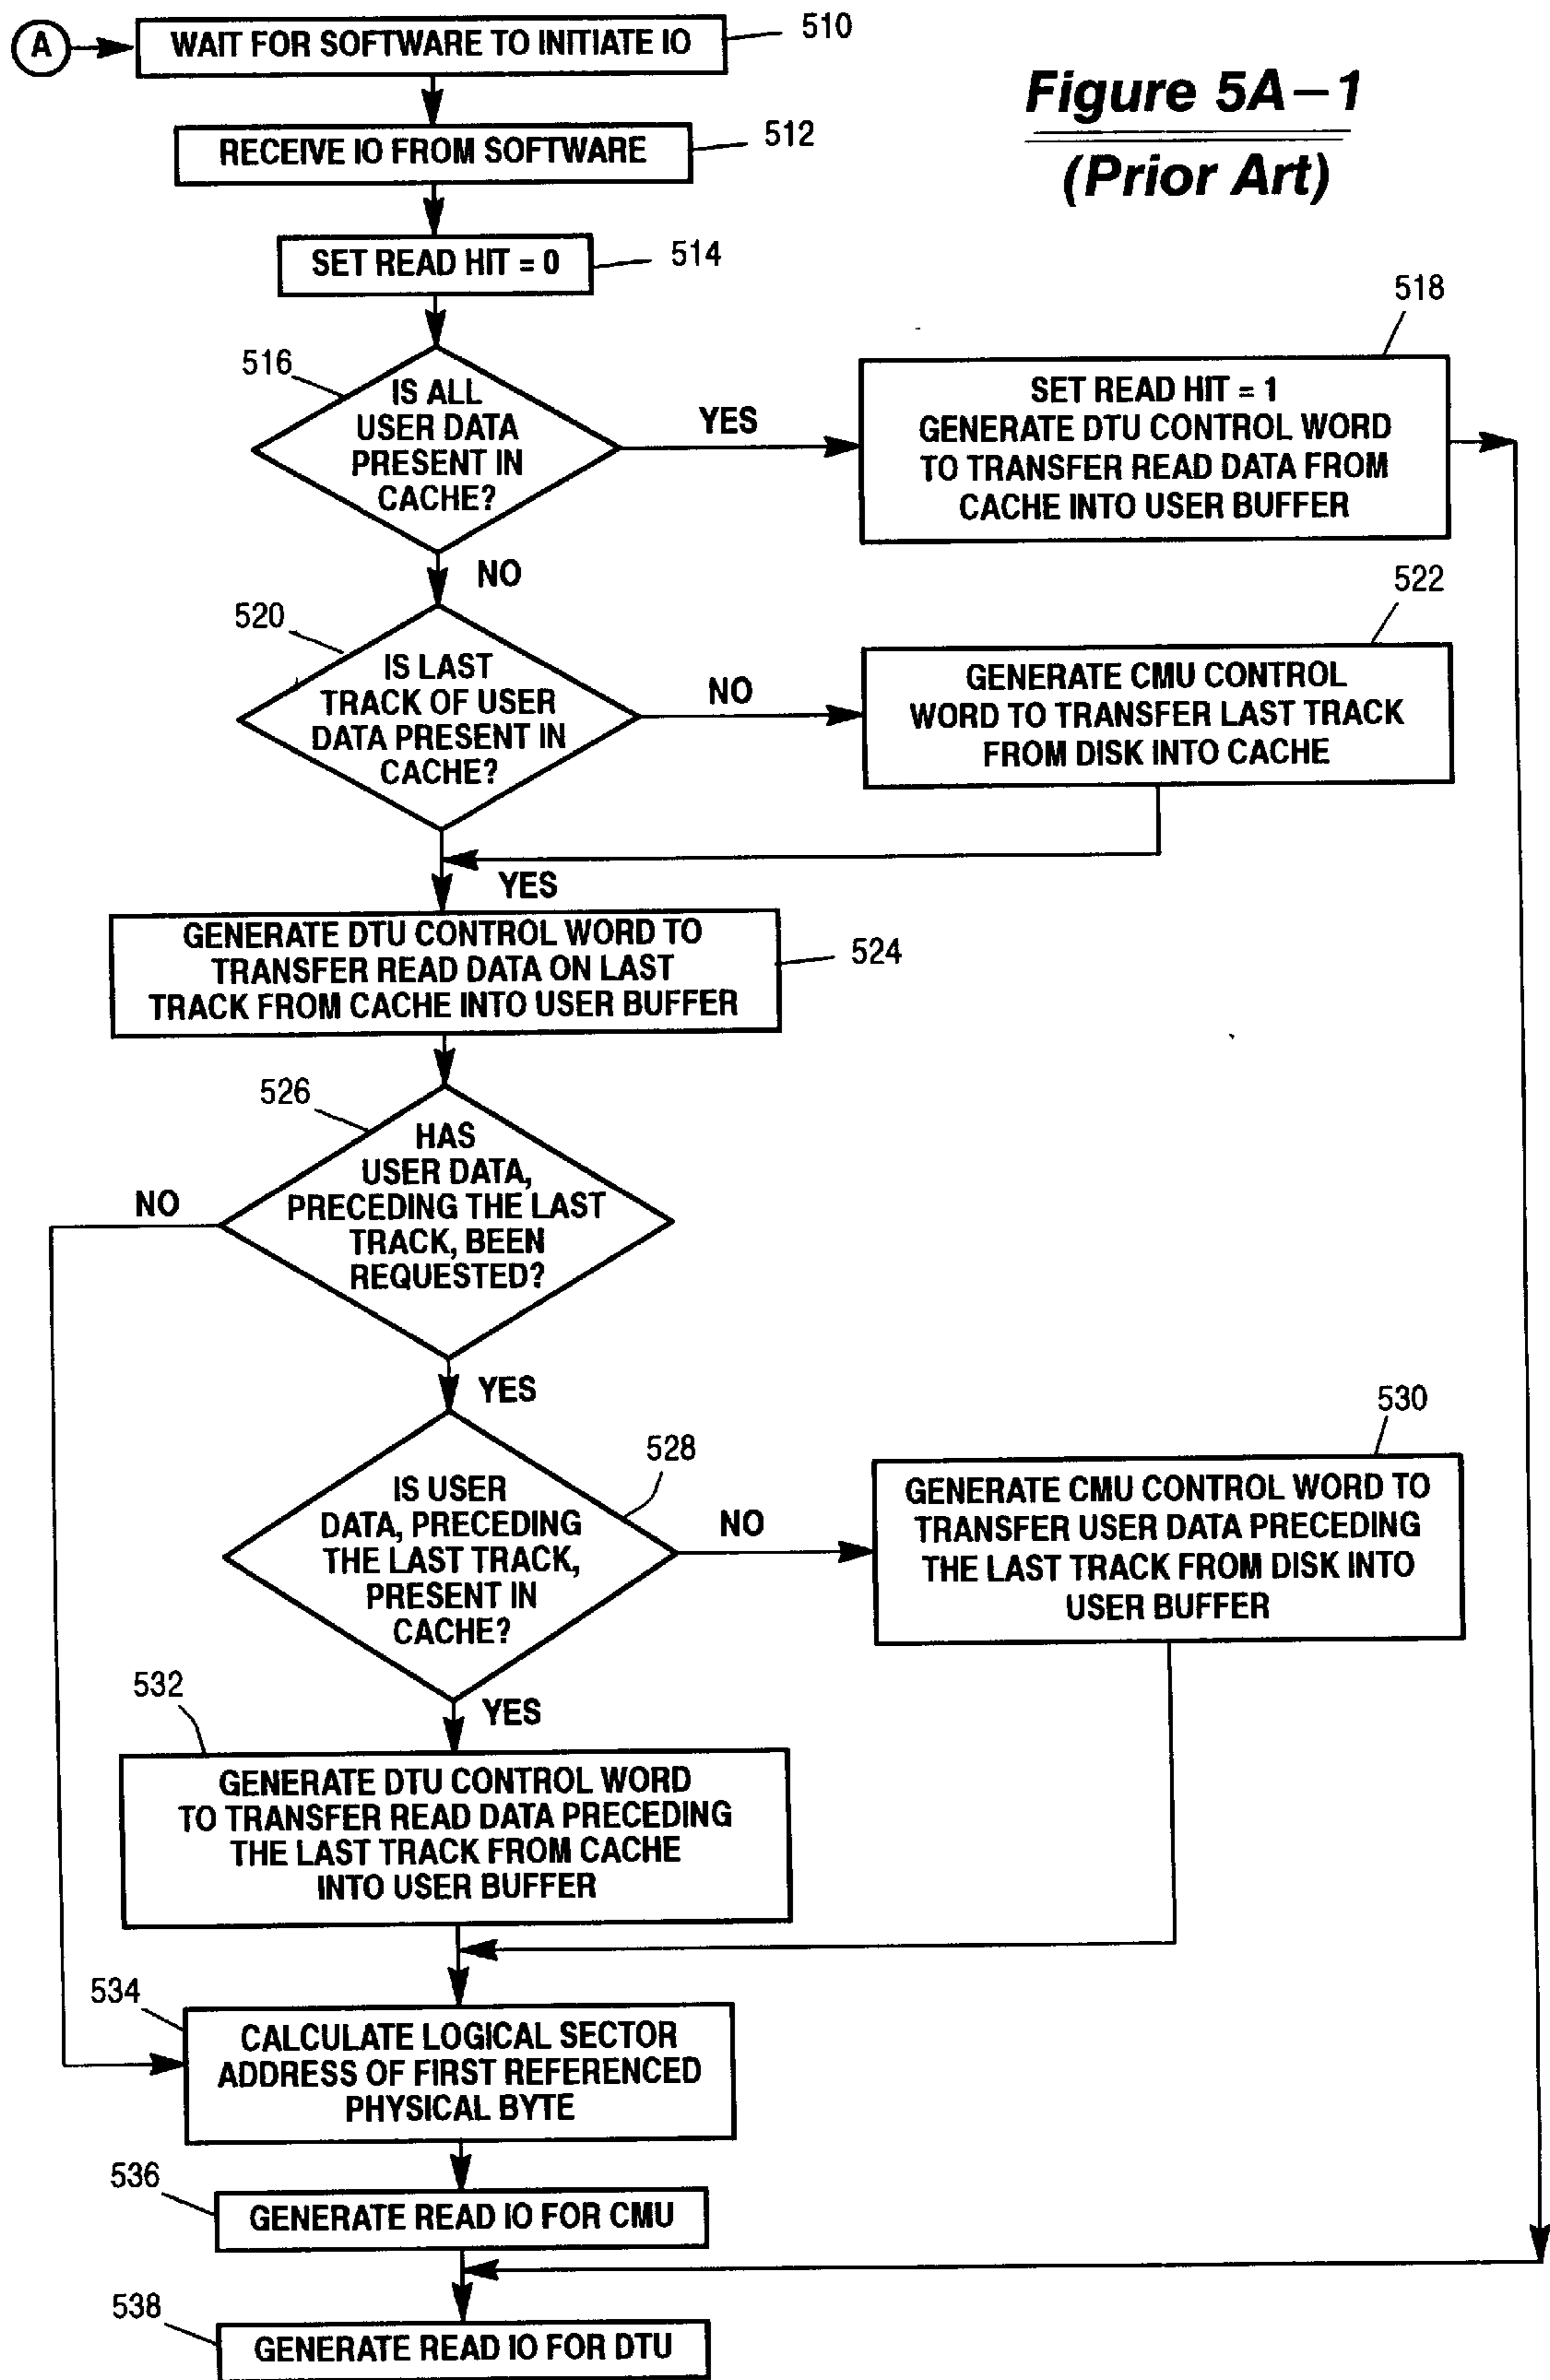 A
WAIT FOR SOFTWARE TO INITIATE IO
510
Figure 5A–1
(Prior Art)
RECEIVE IO FROM SOFTWARE
512
SET READ HIT = 0
514
516
IS ALL
USER DATA
PRESENT IN
CACHE?
YES
518
SET READ HIT = 1
GENERATE DTU CONTROL WORD
TO TRANSFER READ DATA FROM
CACHE INTO USER BUFFER
NO
520
IS LAST
TRACK OF USER
DATA PRESENT IN
CACHE?
NO
522
GENERATE CMU CONTROL
WORD TO TRANSFER LAST TRACK
FROM DISK INTO CACHE
YES
GENERATE DTU CONTROL WORD TO
TRANSFER READ DATA ON LAST
TRACK FROM CACHE INTO USER BUFFER
524
526
HAS
USER DATA,
PRECEDING THE LAST
TRACK, BEEN
REQUESTED?
NO
YES
528
IS USER
DATA, PRECEDING
THE LAST TRACK,
PRESENT IN
CACHE?
NO
530
GENERATE CMU CONTROL WORD TO
TRANSFER USER DATA PRECEDING
THE LAST TRACK FROM DISK INTO
USER BUFFER
YES
532
GENERATE DTU CONTROL WORD
TO TRANSFER READ DATA PRECEDING
THE LAST TRACK FROM CACHE
INTO USER BUFFER
534
CALCULATE LOGICAL SECTOR
ADDRESS OF FIRST REFERENCED
PHYSICAL BYTE
536
GENERATE READ IO FOR CMU
538
GENERATE READ IO FOR DTU